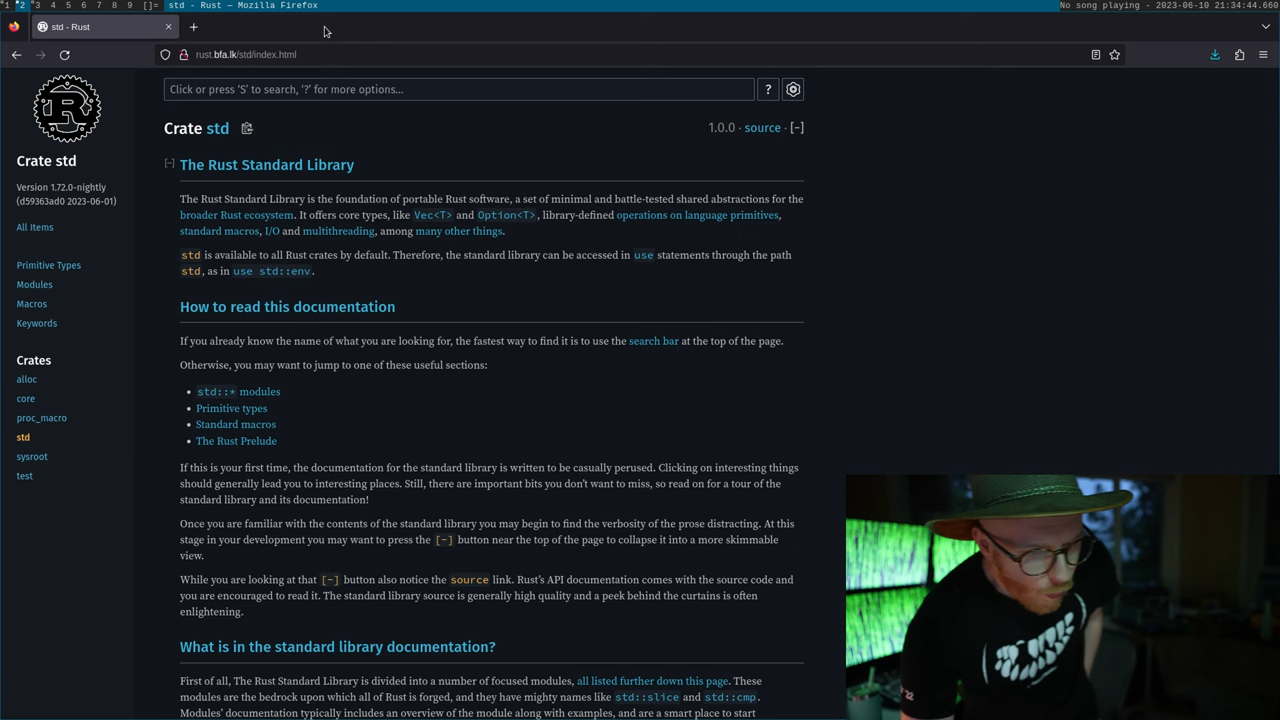 1 2 3 4 5 6 7 8 9 []= std - Rust — Mozilla Firefox No song playing - 2023-06-10 21:34:44.660
std - Rust
rust.bfa.lk/std/index.html
Click or press ‘S’ to search, ‘?’ for more options…
?
Crate std
1.0.0 · source · [-]
Crate std
Version 1.72.0-nightly
(d59363ad0 2023-06-01)
All Items
Primitive Types
Modules
Macros
Keywords
Crates
alloc
core
proc_macro
std
sysroot
test
[-] The Rust Standard Library
The Rust Standard Library is the foundation of portable Rust software, a set of minimal and battle-tested shared abstractions for the
broader Rust ecosystem. It offers core types, like Vec<T> and Option<T>, library-defined operations on language primitives,
standard macros, I/O and multithreading, among many other things.
std is available to all Rust crates by default. Therefore, the standard library can be accessed in use statements through the path
std, as in use std::env.
How to read this documentation
If you already know the name of what you are looking for, the fastest way to find it is to use the search bar at the top of the page.
Otherwise, you may want to jump to one of these useful sections:
• std::* modules
• Primitive types
• Standard macros
• The Rust Prelude
If this is your first time, the documentation for the standard library is written to be casually perused. Clicking on interesting things
should generally lead you to interesting places. Still, there are important bits you don’t want to miss, so read on for a tour of the
standard library and its documentation!
Once you are familiar with the contents of the standard library you may begin to find the verbosity of the prose distracting. At this
stage in your development you may want to press the [-] button near the top of the page to collapse it into a more skimmable
view.
While you are looking at that [-] button also notice the source link. Rust’s API documentation comes with the source code and
you are encouraged to read it. The standard library source is generally high quality and a peek behind the curtains is often
enlightening.
What is in the standard library documentation?
First of all, The Rust Standard Library is divided into a number of focused modules, all listed further down this page. These
modules are the bedrock upon which all of Rust is forged, and they have mighty names like std::slice and std::cmp.
Modules’ documentation typically includes an overview of the module along with examples, and are a smart place to start